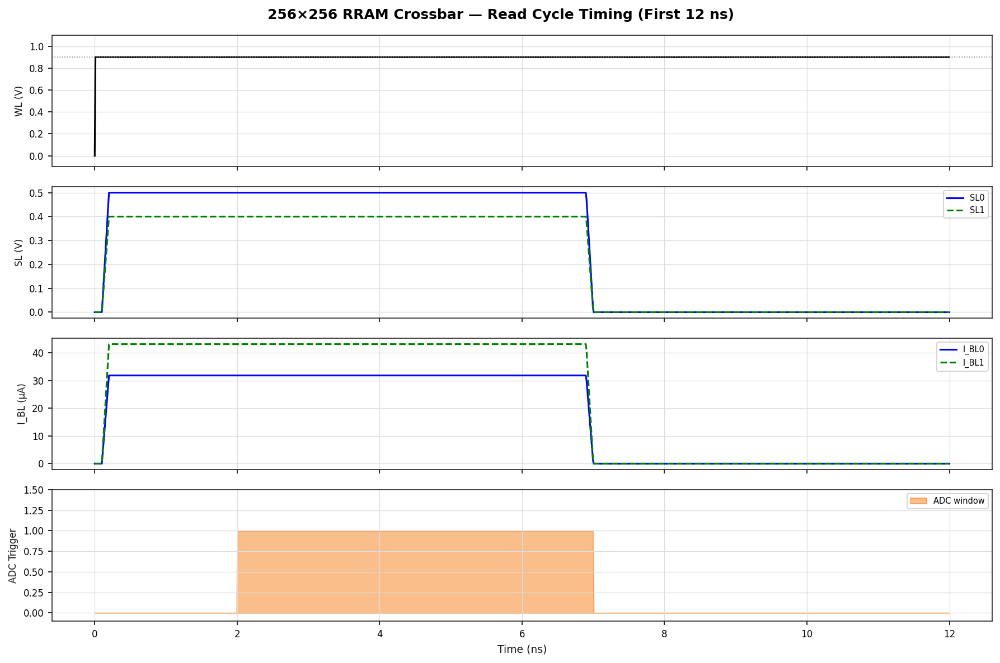 256×256 RRAM Crossbar — Read Cycle Timing (First 12 ns)
1.0
0.8
0.6
0.4
0.2
0.0
WL (V)
0.5
0.4
0.3
0.2
0.1
0.0
SL (V)
SL0
SL1
40
30
20
10
0
I_BL (µA)
I_BL0
I_BL1
1.50
1.25
1.00
0.75
0.50
0.25
0.00
ADC Trigger
ADC window
0 2 4 6 8 10 12
Time (ns)